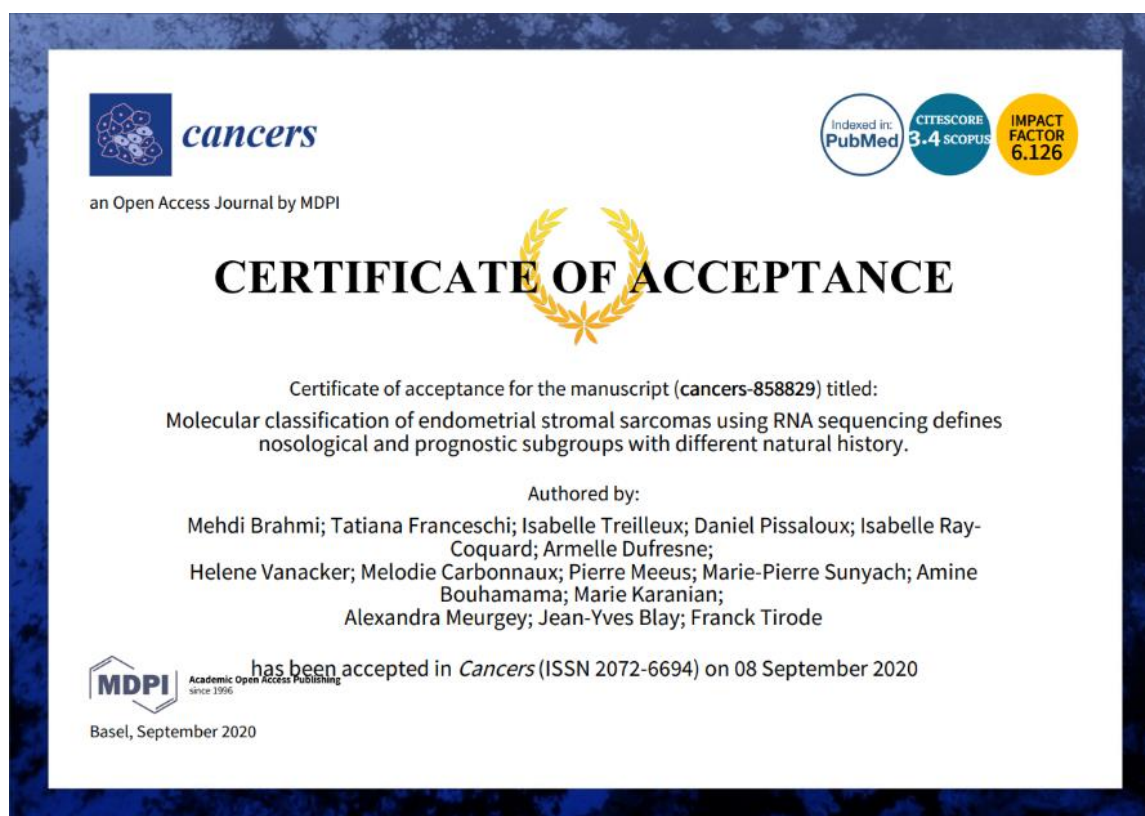 cancers
Indexed in:
PubMed
CITESCORE
3.4 SCOPUS
IMPACT
FACTOR
6.126
an Open Access Journal by MDPI
CERTIFICATE OF ACCEPTANCE
Certificate of acceptance for the manuscript (cancers-858829) titled:
Molecular classification of endometrial stromal sarcomas using RNA sequencing defines
nosological and prognostic subgroups with different natural history.
Authored by:
Mehdi Brahmi; Tatiana Franceschi; Isabelle Treilleux; Daniel Pissaloux; Isabelle Ray-
Coquard; Armelle Dufresne;
Helene Vanacker; Melodie Carbonnaux; Pierre Meeus; Marie-Pierre Sunyach; Amine
Bouhamama; Marie Karanian;
Alexandra Meurgey; Jean-Yves Blay; Franck Tirode
has been accepted in Cancers (ISSN 2072-6694) on 08 September 2020
MDPI
Academic Open Access Publishing
since 1996
Basel, September 2020